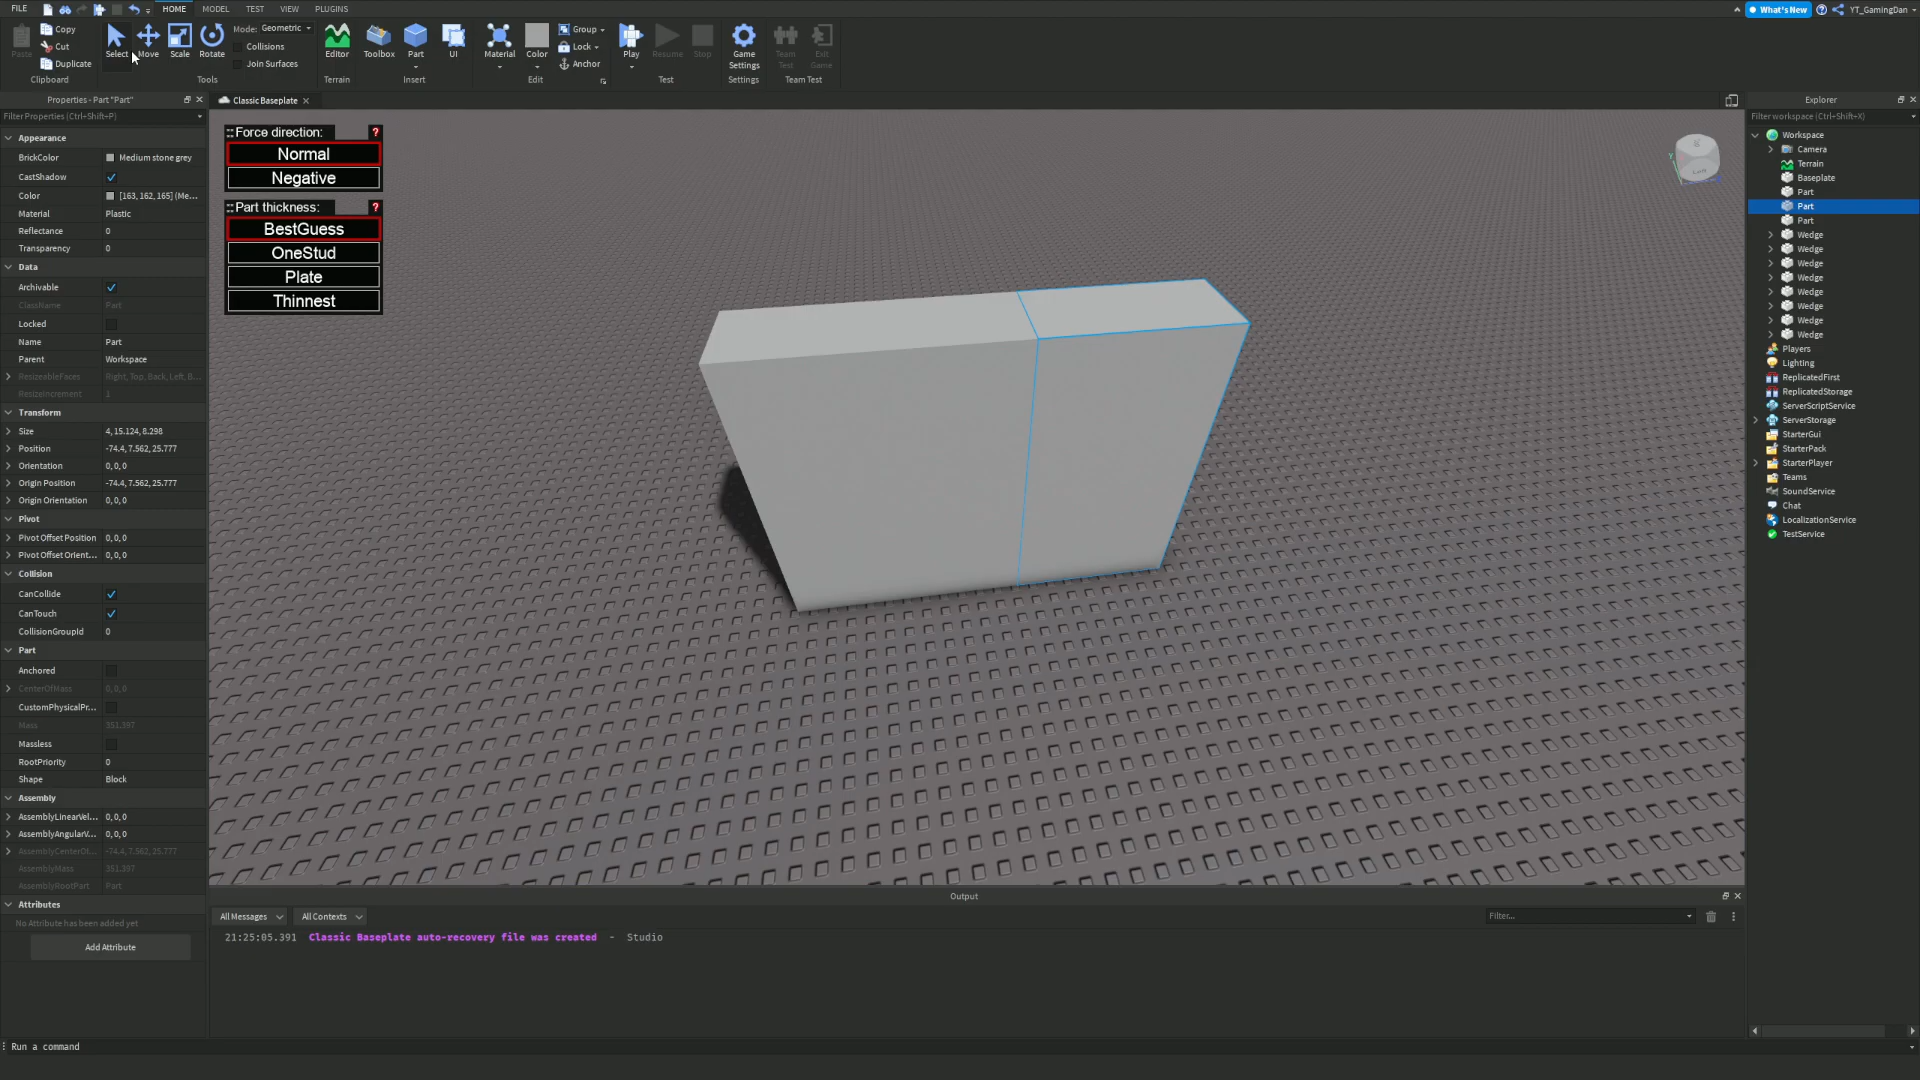 FILE
HOME
MODEL
TEST
VIEW
PLUGINS
What's New
YT_GamingDan
Paste
Copy
Cut
Duplicate
Clipboard
Select
Move
Scale
Rotate
Mode: Geometric
Collisions
Join Surfaces
Tools
Editor
Terrain
Toolbox
Part
UI
Insert
Material
Color
Group
Lock
Anchor
Edit
Play
Resume
Stop
Test
Game
Settings
Settings
Team
Test
Exit
Game
Team Test
Properties - Part "Part"
Filter Properties (Ctrl+Shift+P)
Appearance
BrickColor Medium stone grey
CastShadow
Color [163, 162, 165] (Me...
Material Plastic
Reflectance 0
Transparency 0
Data
Archivable
ClassName Part
Locked
Name Part
Parent Workspace
ResizeableFaces Right, Top, Back, Left, B...
ResizeIncrement 1
Transform
Size 4, 15.124, 8.298
Position -74.4, 7.562, 25.777
Orientation 0, 0, 0
Origin Position -74.4, 7.562, 25.777
Origin Orientation 0, 0, 0
Pivot
Pivot Offset Position 0, 0, 0
Pivot Offset Orient... 0, 0, 0
Collision
CanCollide
CanTouch
CollisionGroupId 0
Part
Anchored
CenterOfMass 0, 0, 0
CustomPhysicalPr...
Mass 351.397
Massless
RootPriority 0
Shape Block
Assembly
AssemblyLinearVel... 0, 0, 0
AssemblyAngularV... 0, 0, 0
AssemblyCenterOf... -74.4, 7.562, 25.777
AssemblyMass 351.397
AssemblyRootPart Part
Attributes
No Attribute has been added yet
Add Attribute
Classic Baseplate
Force direction: ?
Normal
Negative
Part thickness: ?
BestGuess
OneStud
Plate
Thinnest
Explorer
Filter workspace (Ctrl+Shift+X)
Workspace
Camera
Terrain
Baseplate
Part
Part
Part
Wedge
Wedge
Wedge
Wedge
Wedge
Wedge
Wedge
Wedge
Players
Lighting
ReplicatedFirst
ReplicatedStorage
ServerScriptService
ServerStorage
StarterGui
StarterPack
StarterPlayer
Teams
SoundService
Chat
LocalizationService
TestService
Output
All Messages
All Contexts
Filter...
21:25:05.391 Classic Baseplate auto-recovery file was created - Studio
Run a command